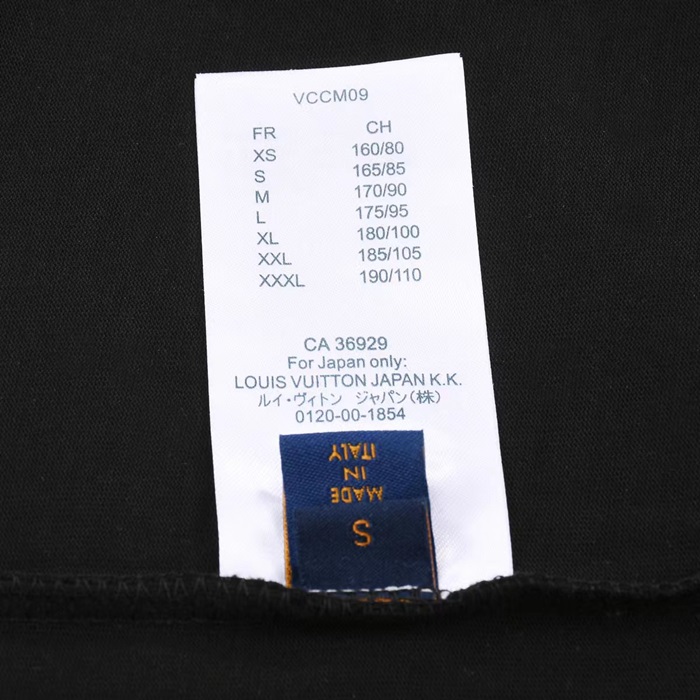 VCCM09
FR CH
XS 160/80
S 165/85
M 170/90
L 175/95
XL 180/100
XXL 185/105
XXXL 190/110
CA 36929
For Japan only:
LOUIS VUITTON JAPAN K.K.
ルイ・ヴィトン ジャパン(株)
0120-00-1854
MADE
IN
ITALY
S